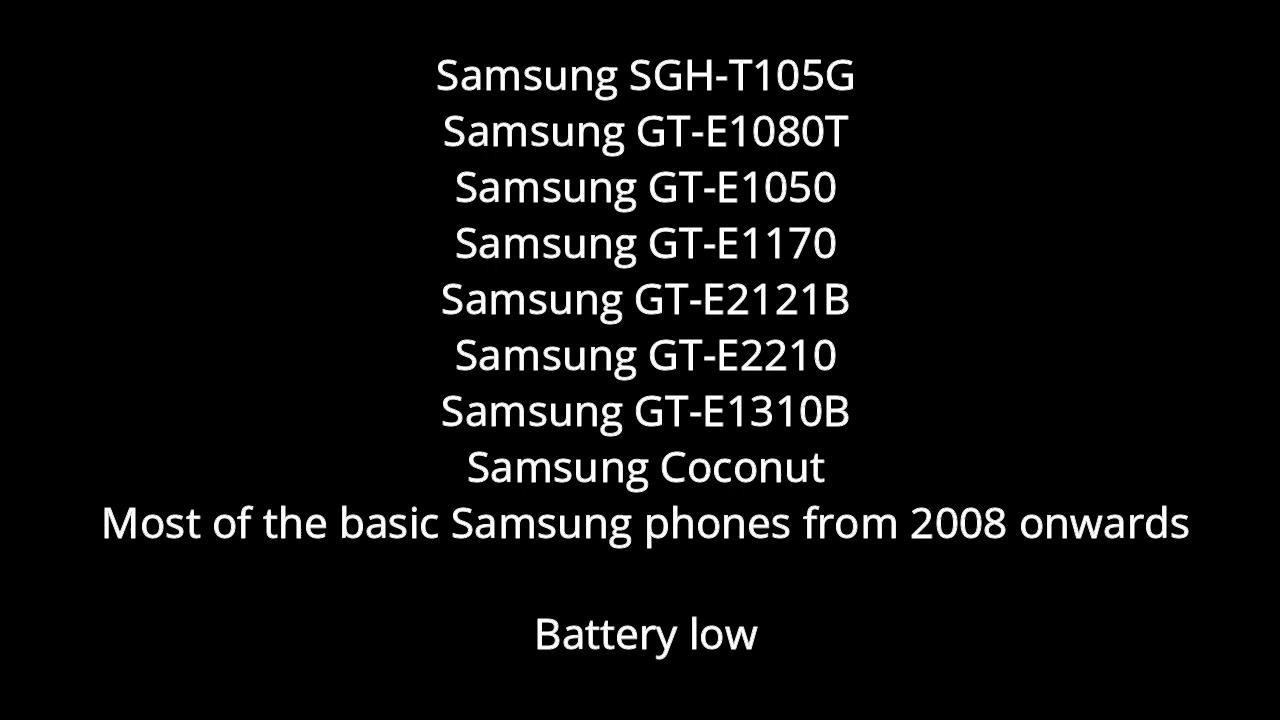 Samsung SGH-T105G
Samsung GT-E1080T
Samsung GT-E1050
Samsung GT-E1170
Samsung GT-E2121B
Samsung GT-E2210
Samsung GT-E1310B
Samsung Coconut
Most of the basic Samsung phones from 2008 onwards
Battery low